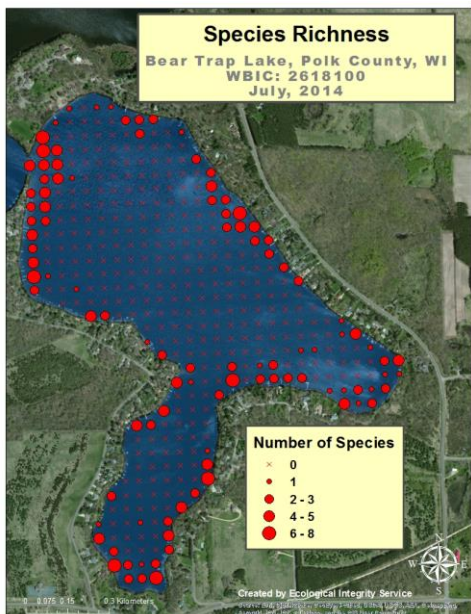 Species Richness
Bear Trap Lake, Polk County, WI
WBIC: 2618100
July, 2014
Number of Species
0
1
2 - 3
4 - 5
6 - 8
N
W E
S
0 0.075 0.15 0.3 Kilometers
Created by Ecological Integrity Service